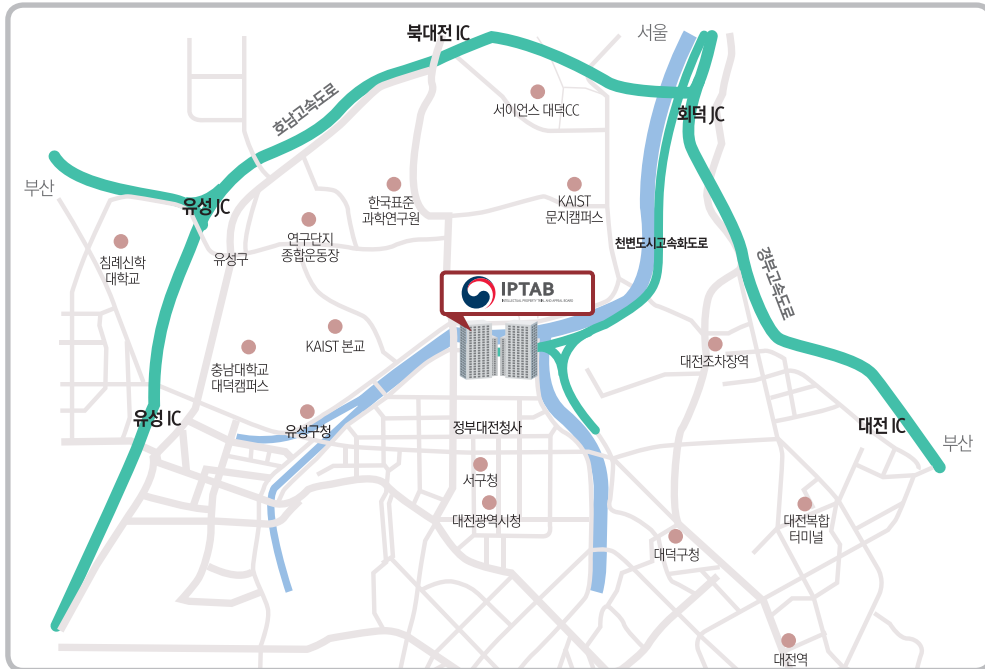 북대전 IC
서울
서이언스 대덕CC
회덕 JC
호남고속도로
부산
유성 JC
한국표준
과학연구원
KAIST
문지캠퍼스
연구단지
종합운동장
침례신학
대학교
유성구
천변도시고속화도로
경부고속도로
IPTAB
INTELLECTUAL PROPERTY TRIAL AND APPEAL BOARD
KAIST 본교
충남대학교
대덕캠퍼스
대전조차장역
유성 IC
유성구청
정부대전청사
대전 IC
부산
서구청
대전광역시청
대전복합
터미널
대덕구청
대전역